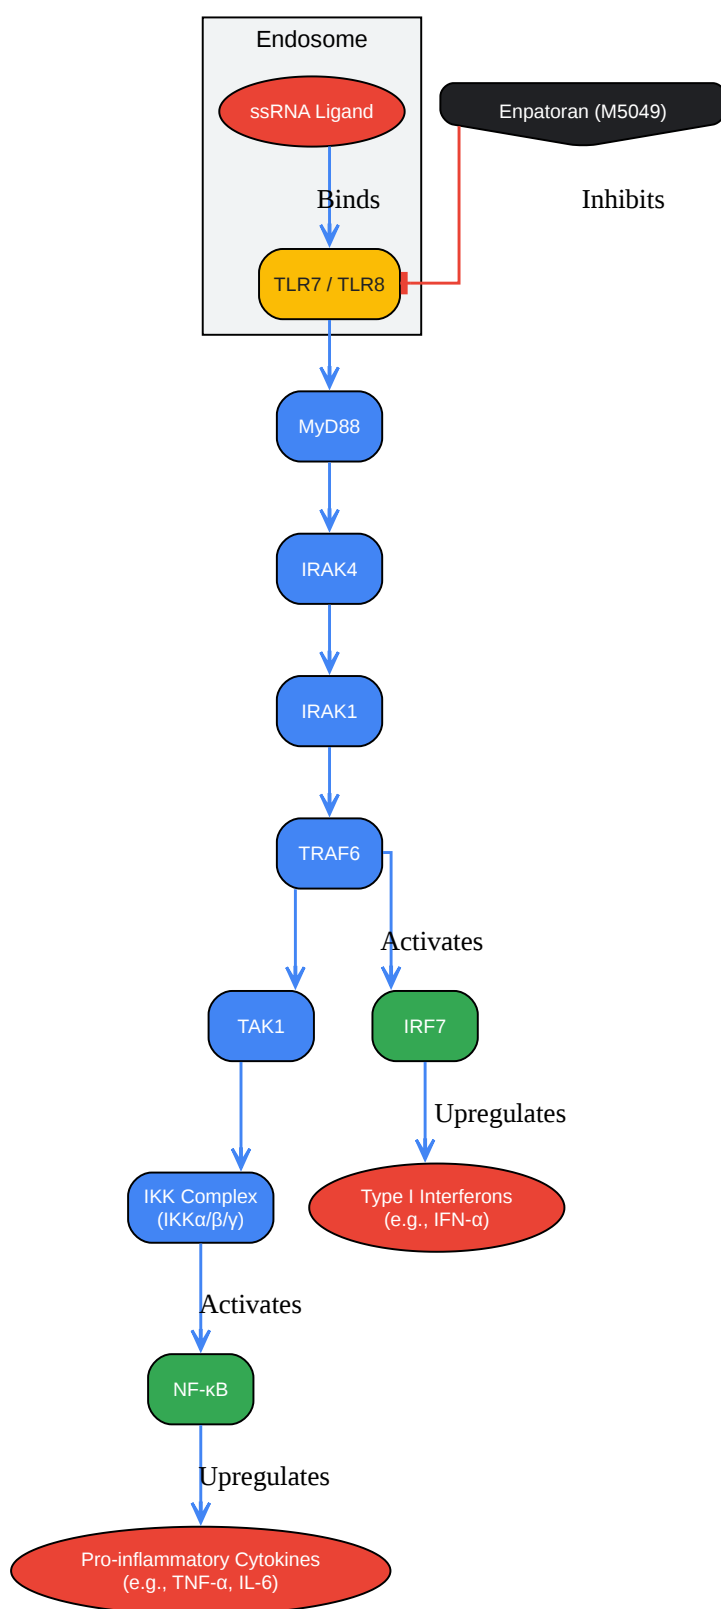 Endosome
ssRNA Ligand
Enpatoran (M5049)
Binds
Inhibits
TLR7 / TLR8
MyD88
IRAK4
IRAK1
TRAF6
Activates
TAK1
IRF7
Upregulates
IKK Complex
(IKKα/β/γ)
Type I Interferons
(e.g., IFN-α)
Activates
NF-κB
Upregulates
Pro-inflammatory Cytokines
(e.g., TNF-α, IL-6)